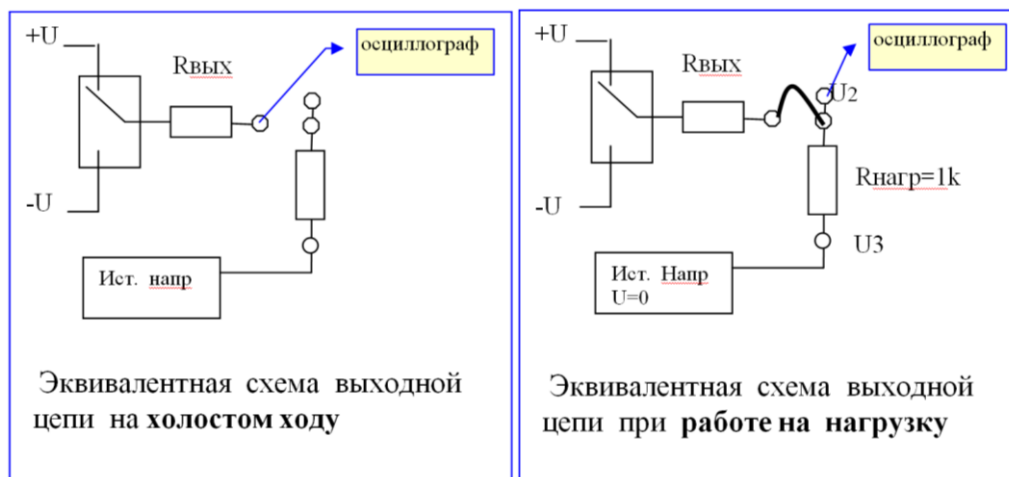 +U
осциллограф
Rвых
-U
Ист. напр
Эквивалентная схема выходной
цепи на холостом ходу
+U
осциллограф
Rвых
U2
Rнагр=1k
-U
U3
Ист. Напр
U=0
Эквивалентная схема выходной
цепи при работе на нагрузку